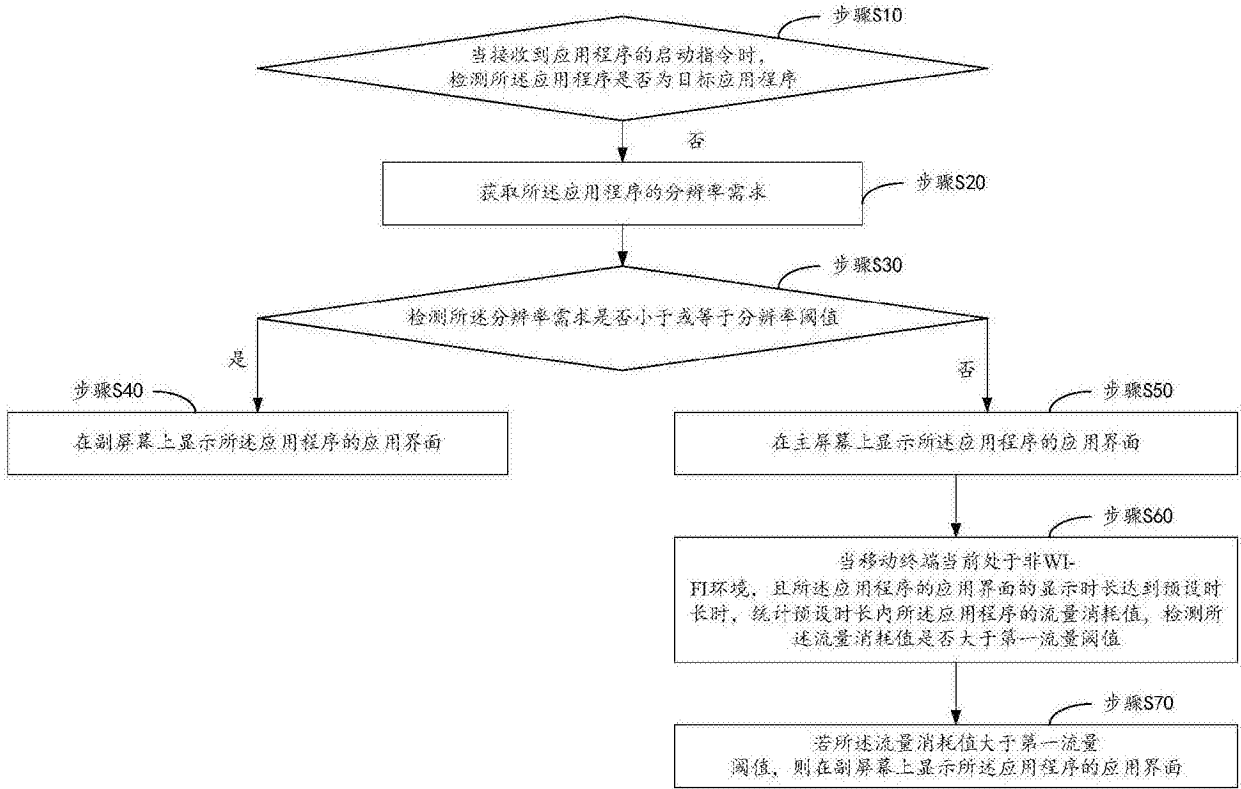 步骤S10
当接收到应用程序的启动指令时，
检测所述应用程序是否为目标应用程序
否
获取所述应用程序的分辨率需求
步骤S20
步骤S30
检测所述分辨率需求是否小于或等于分辨率阈值
是
否
步骤S40
在副屏幕上显示所述应用程序的应用界面
步骤S50
在主屏幕上显示所述应用程序的应用界面
步骤S60
当移动终端当前处于非WI-
FI环境，且所述应用程序的应用界面的显示时长达到预设时
长时，统计预设时长内所述应用程序的流量消耗值，检测所
述流量消耗值是否大于第一流量阈值
步骤S70
若所述流量消耗值大于第一流量
阈值，则在副屏幕上显示所述应用程序的应用界面